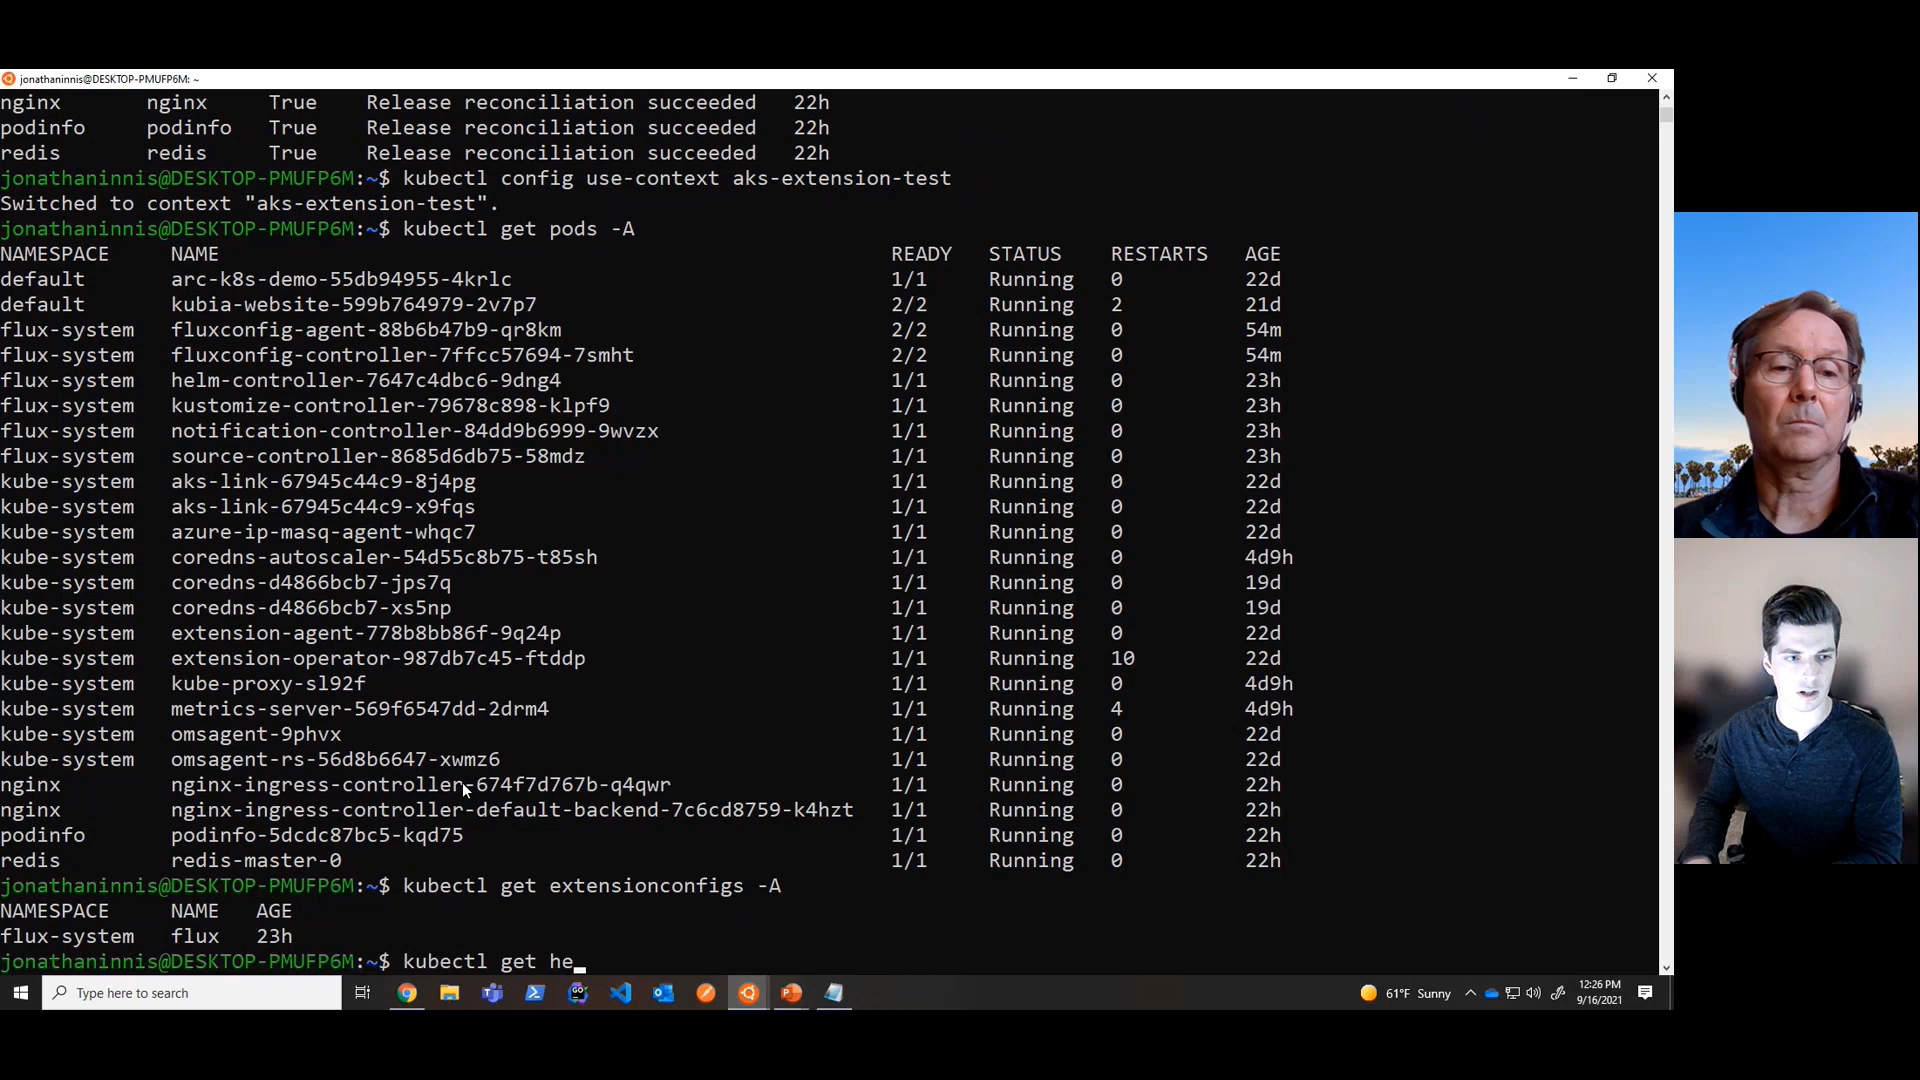 jonathaninnis@DESKTOP-PMUFP6M: ~
nginx nginx True Release reconciliation succeeded 22h
podinfo podinfo True Release reconciliation succeeded 22h
redis redis True Release reconciliation succeeded 22h
jonathaninnis@DESKTOP-PMUFP6M:~$ kubectl config use-context aks-extension-test
Switched to context "aks-extension-test".
jonathaninnis@DESKTOP-PMUFP6M:~$ kubectl get pods -A
NAMESPACE NAME READY STATUS RESTARTS AGE
default arc-k8s-demo-55db94955-4krlc 1/1 Running 0 22d
default kubia-website-599b764979-2v7p7 2/2 Running 2 21d
flux-system fluxconfig-agent-88b6b47b9-qr8km 2/2 Running 0 54m
flux-system fluxconfig-controller-7ffcc57694-7smht 2/2 Running 0 54m
flux-system helm-controller-7647c4dbc6-9dng4 1/1 Running 0 23h
flux-system kustomize-controller-79678c898-klpf9 1/1 Running 0 23h
flux-system notification-controller-84dd9b6999-9wvzx 1/1 Running 0 23h
flux-system source-controller-8685d6db75-58mdz 1/1 Running 0 23h
kube-system aks-link-67945c44c9-8j4pg 1/1 Running 0 22d
kube-system aks-link-67945c44c9-x9fqs 1/1 Running 0 22d
kube-system azure-ip-masq-agent-whqc7 1/1 Running 0 22d
kube-system coredns-autoscaler-54d55c8b75-t85sh 1/1 Running 0 4d9h
kube-system coredns-d4866bcb7-jps7q 1/1 Running 0 19d
kube-system coredns-d4866bcb7-xs5np 1/1 Running 0 19d
kube-system extension-agent-778b8bb86f-9q24p 1/1 Running 0 22d
kube-system extension-operator-987db7c45-ftddp 1/1 Running 10 22d
kube-system kube-proxy-sl92f 1/1 Running 0 4d9h
kube-system metrics-server-569f6547dd-2drm4 1/1 Running 4 4d9h
kube-system omsagent-9phvx 1/1 Running 0 22d
kube-system omsagent-rs-56d8b6647-xwmz6 1/1 Running 0 22d
nginx nginx-ingress-controller-674f7d767b-q4qwr 1/1 Running 0 22h
nginx nginx-ingress-controller-default-backend-7c6cd8759-k4hzt 1/1 Running 0 22h
podinfo podinfo-5dcdc87bc5-kqd75 1/1 Running 0 22h
redis redis-master-0 1/1 Running 0 22h
jonathaninnis@DESKTOP-PMUFP6M:~$ kubectl get extensionconfigs -A
NAMESPACE NAME AGE
flux-system flux 23h
jonathaninnis@DESKTOP-PMUFP6M:~$ kubectl get he
Type here to search
61°F Sunny
12:26 PM
9/16/2021